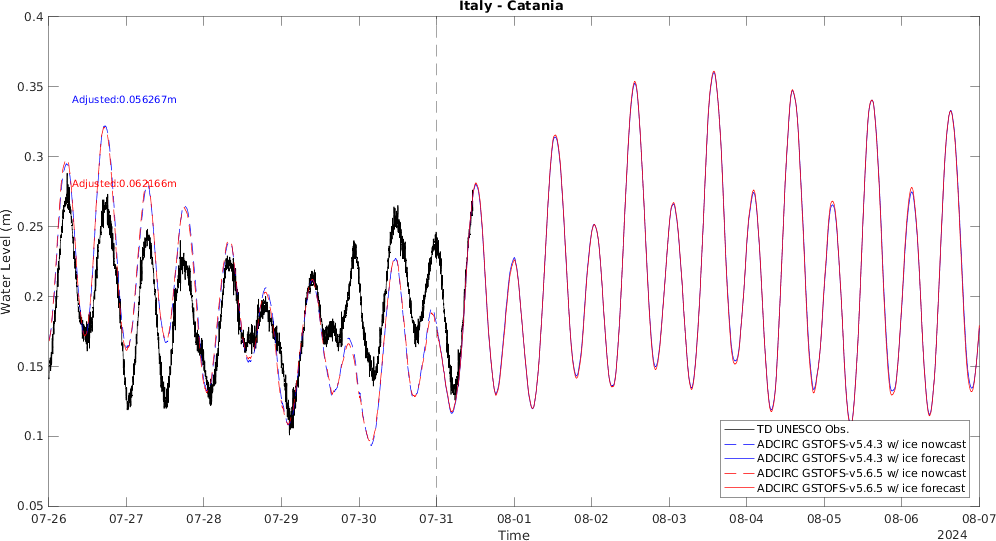 Italy - Catania
0.4
0.35
0.3
0.25
0.2
0.15
0.1
0.05
Water Level (m)
Adjusted:0.056267m
Adjusted:0.062166m
TD UNESCO Obs.
ADCIRC GSTOFS-v5.4.3 w/ ice nowcast
ADCIRC GSTOFS-v5.4.3 w/ ice forecast
ADCIRC GSTOFS-v5.6.5 w/ ice nowcast
ADCIRC GSTOFS-v5.6.5 w/ ice forecast
07-26 07-27 07-28 07-29 07-30 07-31 08-01 08-02 08-03 08-04 08-05 08-06 08-07
Time
2024